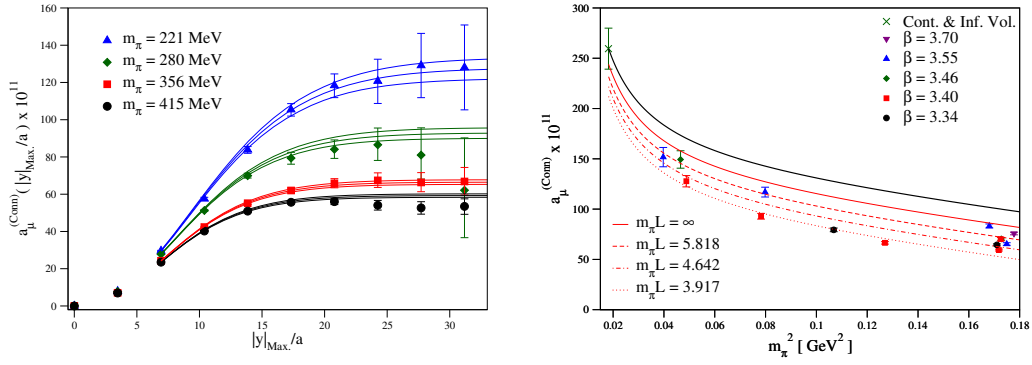 160
140
120
100
80
60
40
20
0
a_μ^(Conn)( |y|_Max./a ) x 10^11
m_π = 221 MeV
m_π = 280 MeV
m_π = 356 MeV
m_π = 415 MeV
0 5 10 15 20 25 30
|y|_Max./a
300
250
200
150
100
50
0
a_μ^(Conn) x 10^11
Cont. & Inf. Vol.
β = 3.70
β = 3.55
β = 3.46
β = 3.40
β = 3.34
m_πL = ∞
m_πL = 5.818
m_πL = 4.642
m_πL = 3.917
0.02 0.04 0.06 0.08 0.1 0.12 0.14 0.16 0.18
m_π^2 [ GeV^2 ]